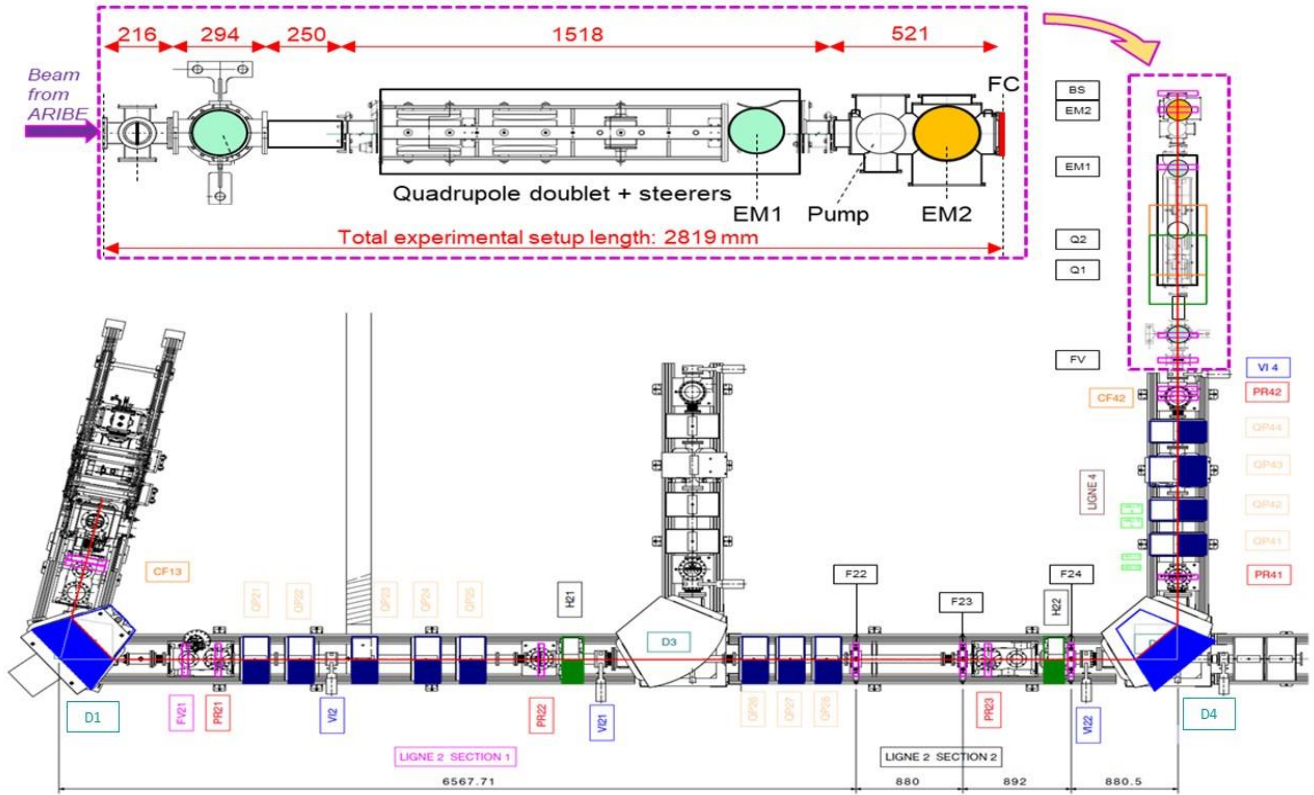 216
294
250
1518
521
Beam
from
ARIBE
FC
Quadrupole doublet + steerers
EM1
Pump
EM2
Total experimental setup length: 2819 mm
BS
EM2
EM1
Q2
Q1
FV
VI 4
CF42
PR42
QP44
QP43
LIGNE 4
QP42
QP41
PR41
CF13
QP21
QP22
QP23
QP24
QP25
H21
F22
F23
H22
F24
D3
D1
FV21
PR21
VI2
PR22
VI21
QP26
QP27
QP28
PR23
VI22
D4
LIGNE 2 SECTION 1
LIGNE 2 SECTION 2
6567.71
880
892
880.5